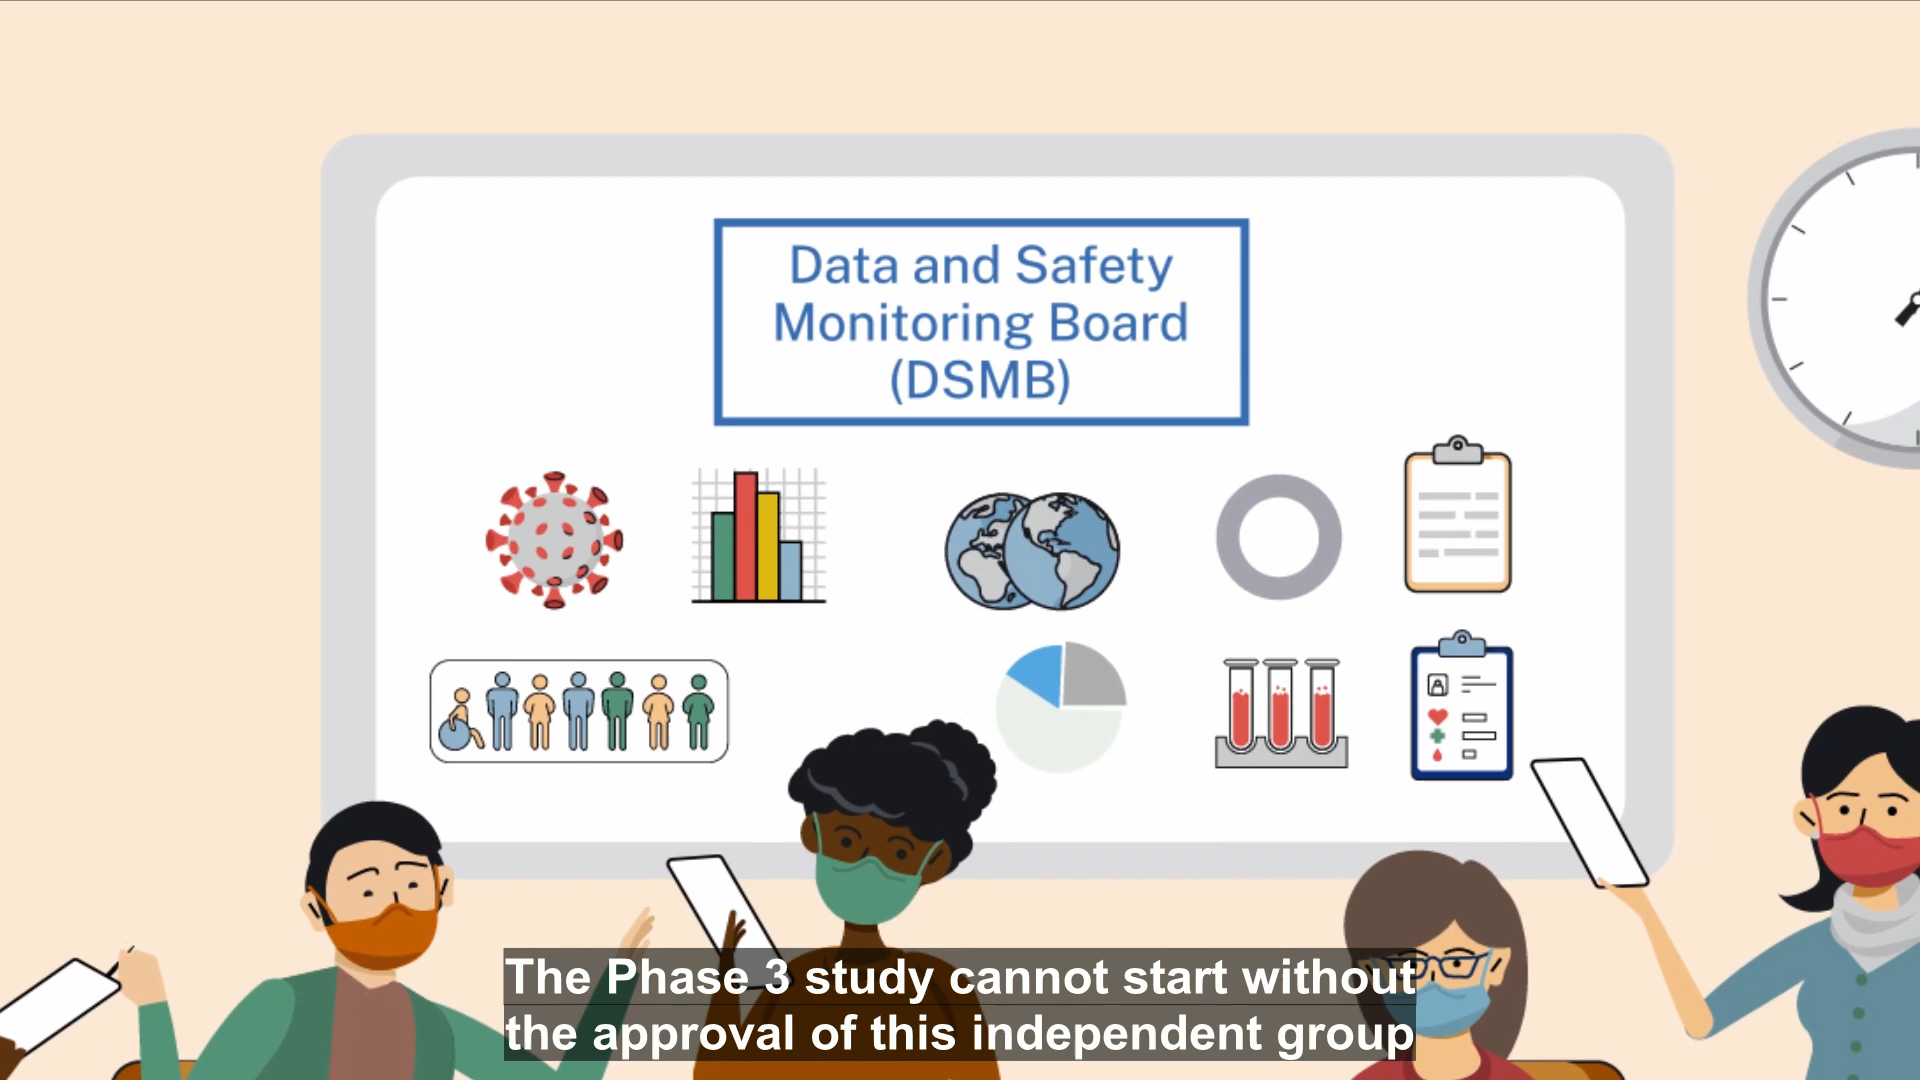 Data and Safety
Monitoring Board
(DSMB)
The Phase 3 study cannot start without
the approval of this independent group